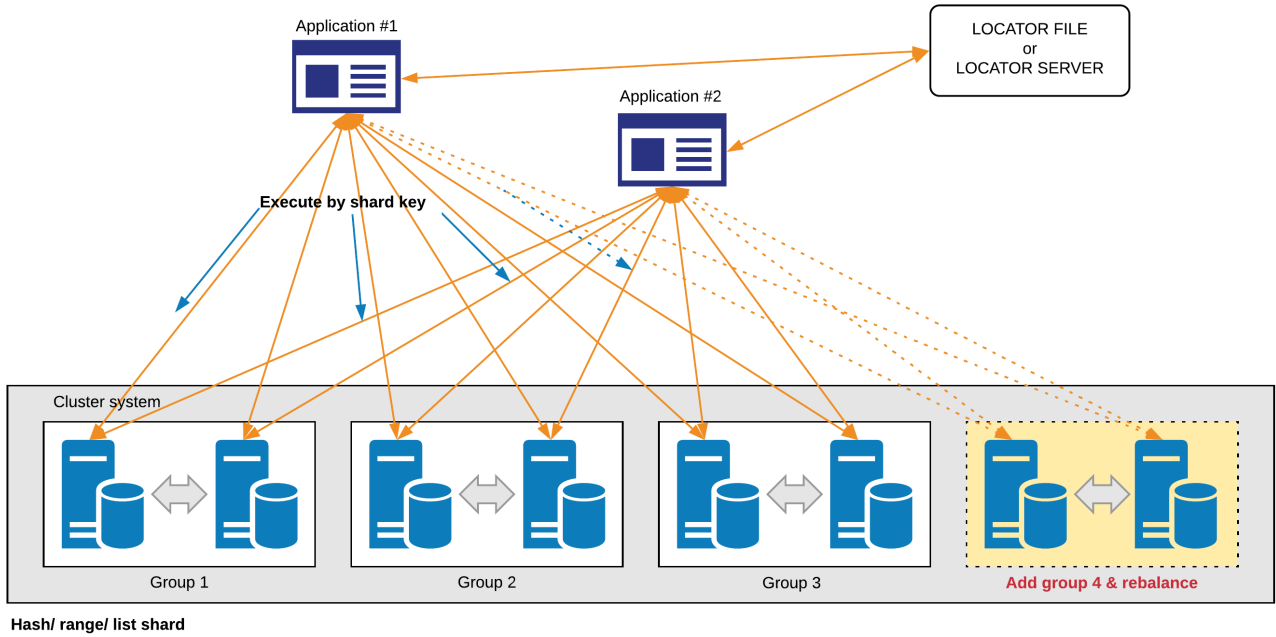 Application #1
LOCATOR FILE
or
LOCATOR SERVER
Application #2
Execute by shard key
Cluster system
Group 1
Group 2
Group 3
Add group 4 & rebalance
Hash/ range/ list shard